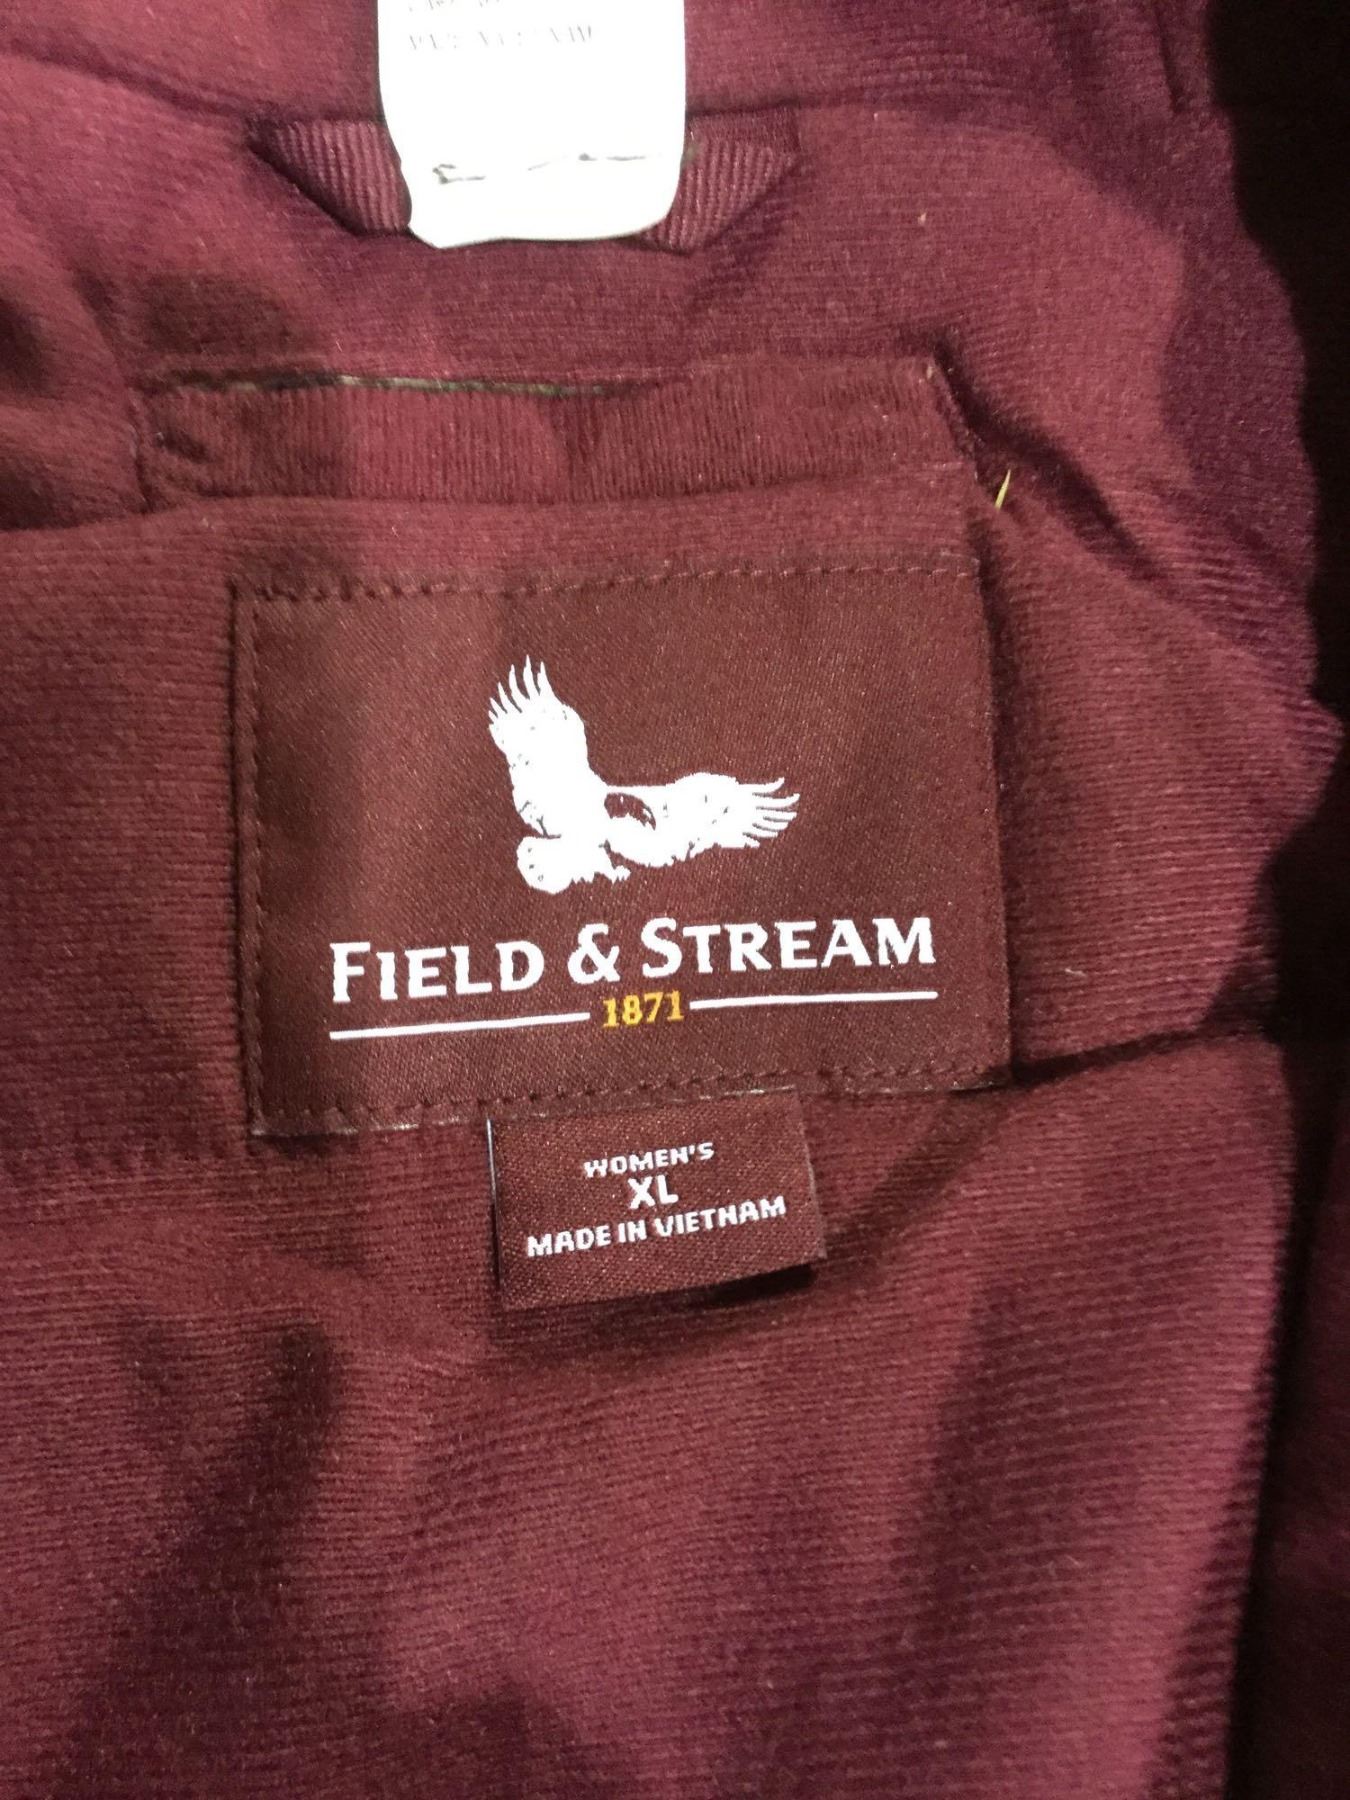 FIELD & STREAM
1871
WOMEN'S
XL
MADE IN VIETNAM